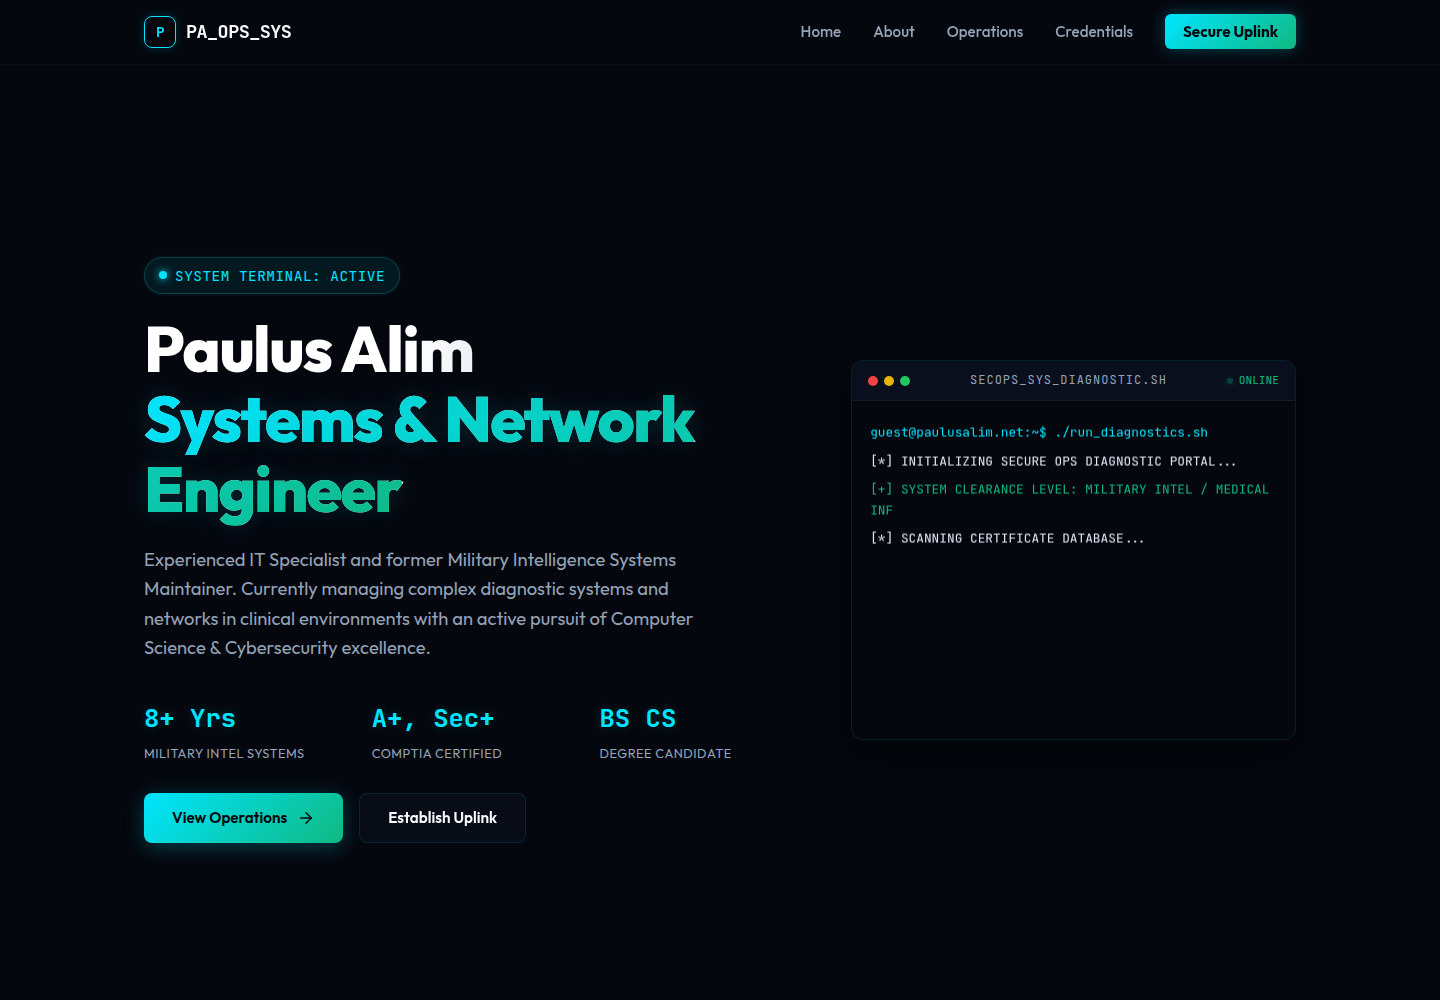 P
PA_OPS_SYS
Home
About
Operations
Credentials
Secure Uplink
SYSTEM TERMINAL: ACTIVE
Paulus Alim
Systems & Network
Engineer
Experienced IT Specialist and former Military Intelligence Systems
Maintainer. Currently managing complex diagnostic systems and
networks in clinical environments with an active pursuit of Computer
Science & Cybersecurity excellence.
8+ Yrs
MILITARY INTEL SYSTEMS
A+, Sec+
COMPTIA CERTIFIED
BS CS
DEGREE CANDIDATE
View Operations →
Establish Uplink
SECOPS_SYS_DIAGNOSTIC.SH
ONLINE
guest@paulusalim.net:~$ ./run_diagnostics.sh
[*] INITIALIZING SECURE OPS DIAGNOSTIC PORTAL...
[+] SYSTEM CLEARANCE LEVEL: MILITARY INTEL / MEDICAL
INF
[*] SCANNING CERTIFICATE DATABASE...